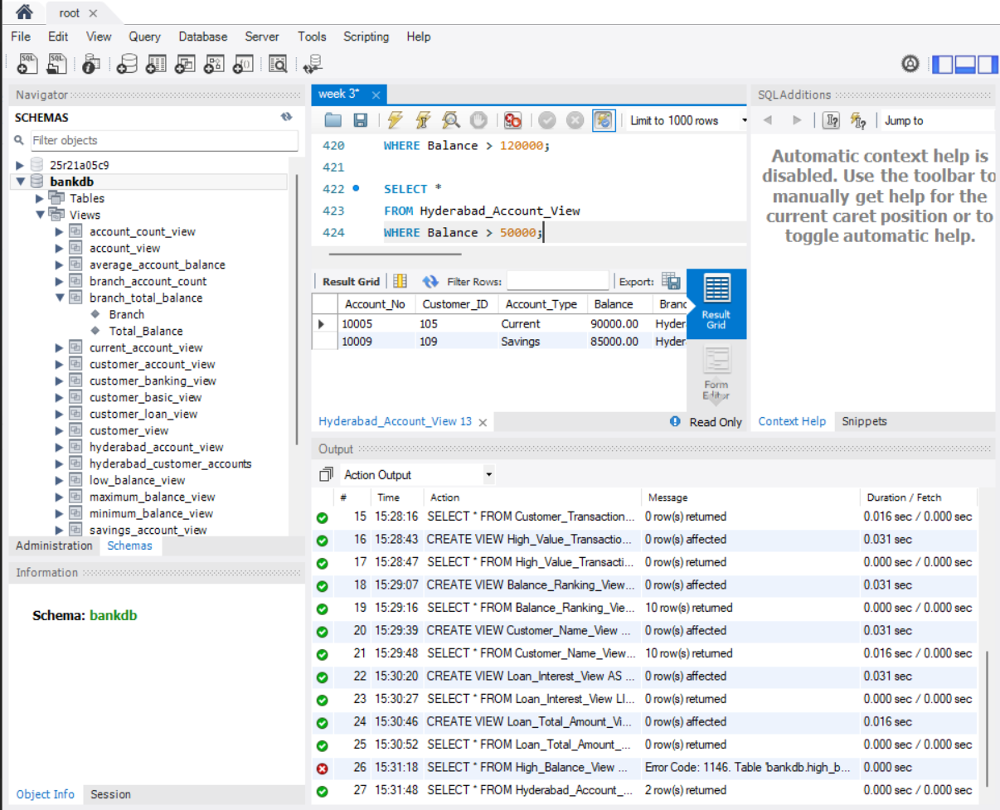 root
File Edit View Query Database Server Tools Scripting Help
Navigator
SCHEMAS
Filter objects
25r21a05c9
bankdb
Tables
Views
account_count_view
account_view
average_account_balance
branch_account_count
branch_total_balance
Branch
Total_Balance
current_account_view
customer_account_view
customer_banking_view
customer_basic_view
customer_loan_view
customer_view
hyderabad_account_view
hyderabad_customer_accounts
low_balance_view
maximum_balance_view
minimum_balance_view
savings_account_view
Administration Schemas
Information
Schema: bankdb
Object Info Session
week 3*
Limit to 1000 rows
420 WHERE Balance > 120000;
421
422 SELECT *
423 FROM Hyderabad_Account_View
424 WHERE Balance > 50000;
Result Grid Filter Rows: Export:
Account_No Customer_ID Account_Type Balance Branc
10005 105 Current 90000.00 Hyder
10009 109 Savings 85000.00 Hyder
Result
Grid
Form
Editor
Hyderabad_Account_View 13 Read Only
SQLAdditions
Jump to
Automatic context help is
disabled. Use the toolbar to
manually get help for the
current caret position or to
toggle automatic help.
Context Help Snippets
Output
Action Output
# Time Action Message Duration / Fetch
15 15:28:16 SELECT * FROM Customer_Transaction... 0 row(s) returned 0.016 sec / 0.000 sec
16 15:28:43 CREATE VIEW High_Value_Transactio... 0 row(s) affected 0.031 sec
17 15:28:47 SELECT * FROM High_Value_Transacti... 0 row(s) returned 0.000 sec / 0.000 sec
18 15:29:07 CREATE VIEW Balance_Ranking_View... 0 row(s) affected 0.031 sec
19 15:29:16 SELECT * FROM Balance_Ranking_Vie... 10 row(s) returned 0.000 sec / 0.000 sec
20 15:29:39 CREATE VIEW Customer_Name_View ... 0 row(s) affected 0.031 sec
21 15:29:48 SELECT * FROM Customer_Name_View... 10 row(s) returned 0.016 sec / 0.000 sec
22 15:30:20 CREATE VIEW Loan_Interest_View AS ... 0 row(s) affected 0.031 sec
23 15:30:27 SELECT * FROM Loan_Interest_View LI... 0 row(s) returned 0.000 sec / 0.000 sec
24 15:30:46 CREATE VIEW Loan_Total_Amount_Vi... 0 row(s) affected 0.016 sec
25 15:30:52 SELECT * FROM Loan_Total_Amount_... 0 row(s) returned 0.000 sec / 0.000 sec
26 15:31:18 SELECT * FROM High_Balance_View ... Error Code: 1146. Table 'bankdb.high_b... 0.000 sec
27 15:31:48 SELECT * FROM Hyderabad_Account_... 2 row(s) returned 0.000 sec / 0.000 sec